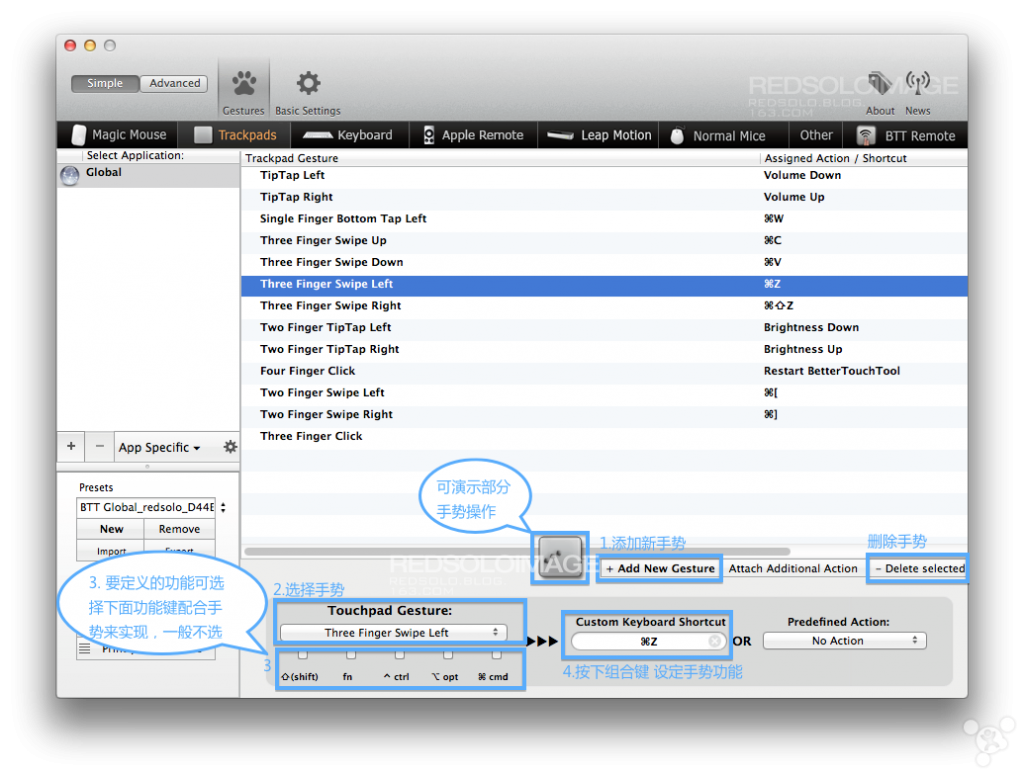 Simple Advanced
Gestures Basic Settings
About News
REDSOLOIMAGE
REDSOLO.BLOG.
163.COM
Magic Mouse Trackpads Keyboard Apple Remote Leap Motion Normal Mice Other BTT Remote
Select Application:
Global
Trackpad Gesture Assigned Action / Shortcut
TipTap Left Volume Down
TipTap Right Volume Up
Single Finger Bottom Tap Left ⌘W
Three Finger Swipe Up ⌘C
Three Finger Swipe Down ⌘V
Three Finger Swipe Left ⌘Z
Three Finger Swipe Right ⌘⇧Z
Two Finger TipTap Left Brightness Down
Two Finger TipTap Right Brightness Up
Four Finger Click Restart BetterTouchTool
Two Finger Swipe Left ⌘[
Two Finger Swipe Right ⌘]
Three Finger Click
+ − App Specific
Presets
BTT Global_redsolo_D44E
New Remove
Import Export
可演示部分
手势操作
1.添加新手势
删除手势
REDSOLOIMAGE
REDSOLO.BLOG
+ Add New Gesture Attach Additional Action − Delete selected
3. 要定义的功能可选
择下面功能键配合手
势来实现，一般不选
2.选择手势
Touchpad Gesture:
Three Finger Swipe Left
3
⇧(shift) fn ^ ctrl ⌥ opt ⌘ cmd
Custom Keyboard Shortcut
⌘Z
OR
Predefined Action:
No Action
4.按下组合键 设定手势功能